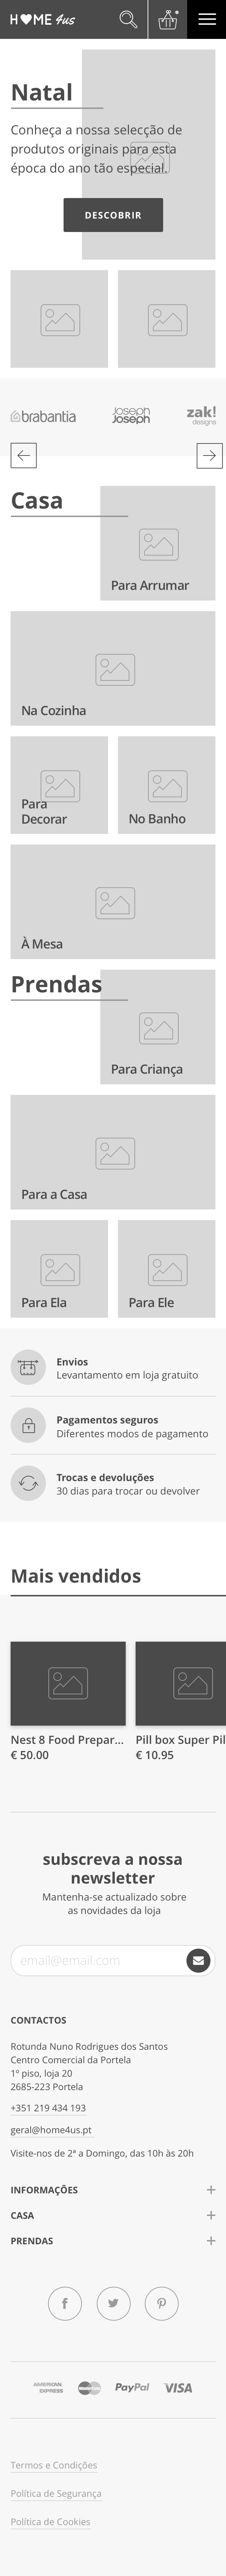 HOME 4us
Natal
Conheça a nossa selecção de
produtos originais para esta
época do ano tão especial.
DESCOBRIR
brabantia
Joseph
Joseph
zak!
designs
Casa
Para Arrumar
Na Cozinha
Para
Decorar
No Banho
À Mesa
Prendas
Para Criança
Para a Casa
Para Ela
Para Ele
Envios
Levantamento em loja gratuito
Pagamentos seguros
Diferentes modos de pagamento
Trocas e devoluções
30 dias para trocar ou devolver
Mais vendidos
Nest 8 Food Prepar...
€ 50.00
Pill box Super Pil
€ 10.95
subscreva a nossa
newsletter
Mantenha-se actualizado sobre
as novidades da loja
email@email.com
CONTACTOS
Rotunda Nuno Rodrigues dos Santos
Centro Comercial da Portela
1º piso, loja 20
2685-223 Portela
+351 219 434 193
geral@home4us.pt
Visite-nos de 2ª a Domingo, das 10h às 20h
INFORMAÇÕES
CASA
PRENDAS
AMERICAN
EXPRESS
MasterCard
PayPal
VISA
Termos e Condições
Política de Segurança
Política de Cookies